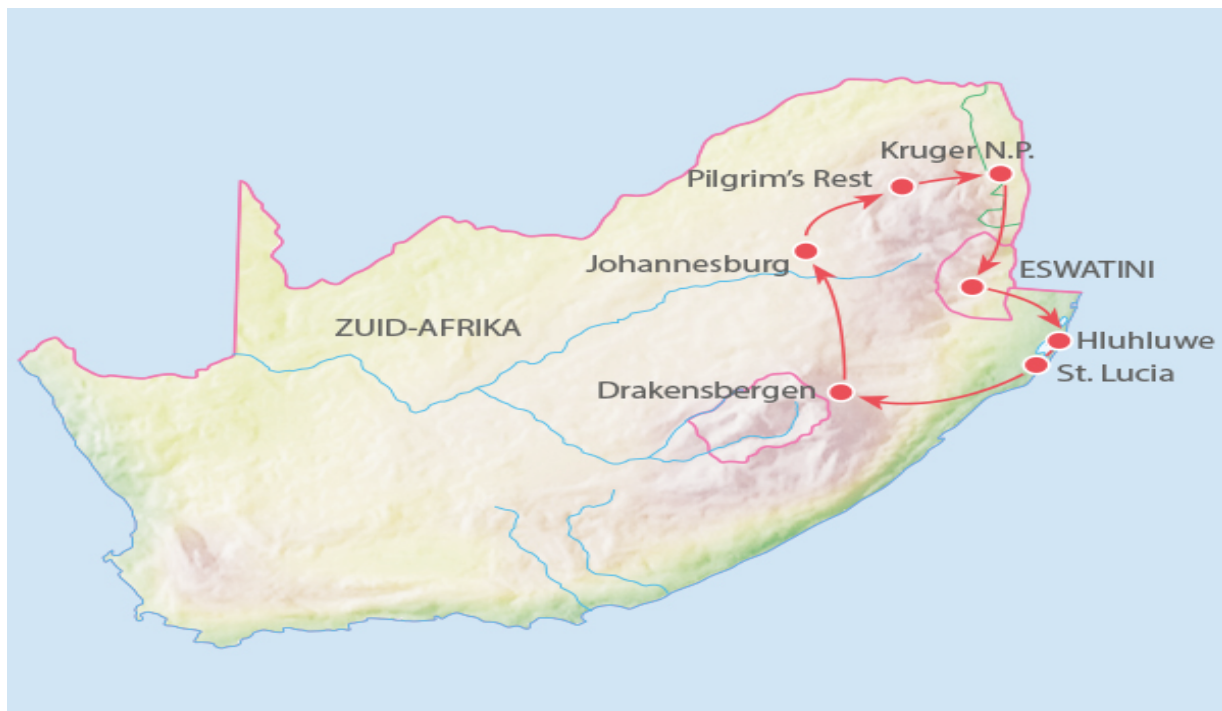 Kruger N.P.
Pilgrim's Rest
Johannesburg
ESWATINI
ZUID-AFRIKA
Hluhluwe
St. Lucia
Drakensbergen